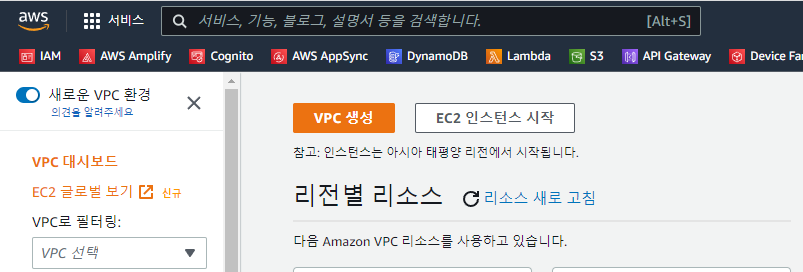 aws 서비스 서비스, 기능, 블로그, 설명서 등을 검색합니다. [Alt+S]
IAM AWS Amplify Cognito AWS AppSync DynamoDB Lambda S3 API Gateway Device Far
새로운 VPC 환경
의견을 알려주세요
VPC 대시보드
EC2 글로벌 보기 신규
VPC로 필터링:
VPC 선택
VPC 생성 EC2 인스턴스 시작
참고: 인스턴스는 아시아 태평양 리전에서 시작됩니다.
리전별 리소스 리소스 새로 고침
다음 Amazon VPC 리소스를 사용하고 있습니다.